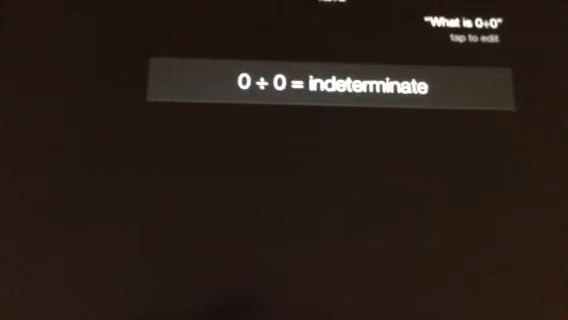 "What is 0÷0"
tap to edit
0 ÷ 0 = indeterminate